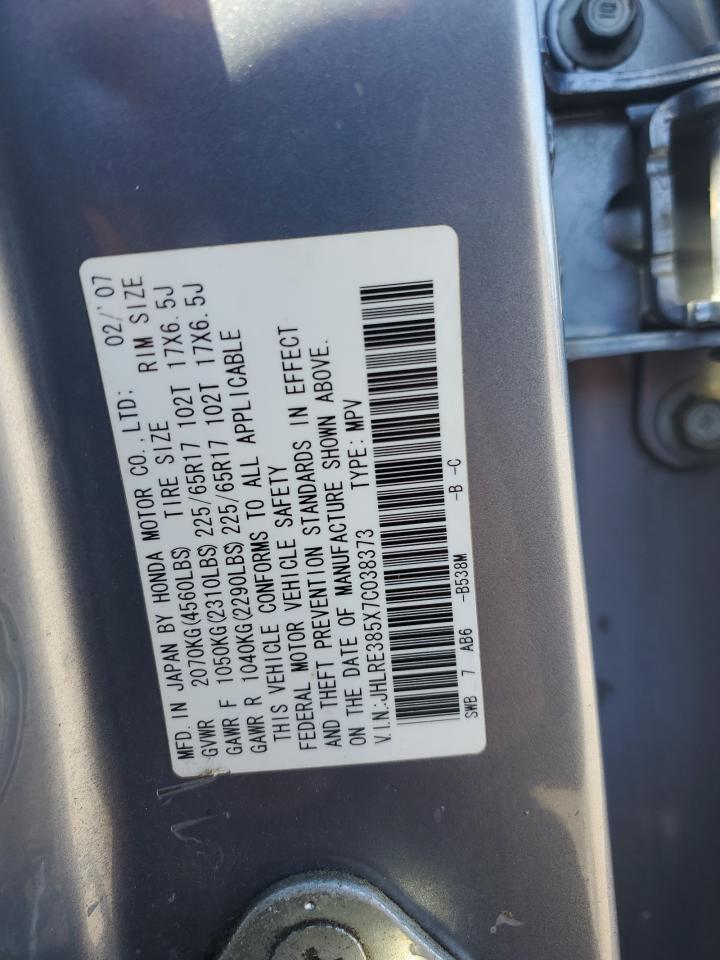 MFD. IN JAPAN BY HONDA MOTOR CO., LTD: 02/'07
GVWR 2070KG(4560LBS) TIRE SIZE RIM SIZE
GAWR F 1050KG(2310LBS) 225/65R17 102T 17X6.5J
GAWR R 1040KG(2290LBS) 225/65R17 102T 17X6.5J
THIS VEHICLE CONFORMS TO ALL APPLICABLE
FEDERAL MOTOR VEHICLE SAFETY
AND THEFT PREVENTION STANDARDS IN EFFECT
ON THE DATE OF MANUFACTURE SHOWN ABOVE.
V.I.N.:JHLRE385X7C038373 TYPE: MPV
SWB 7 AB6 -B538M -B -C
10